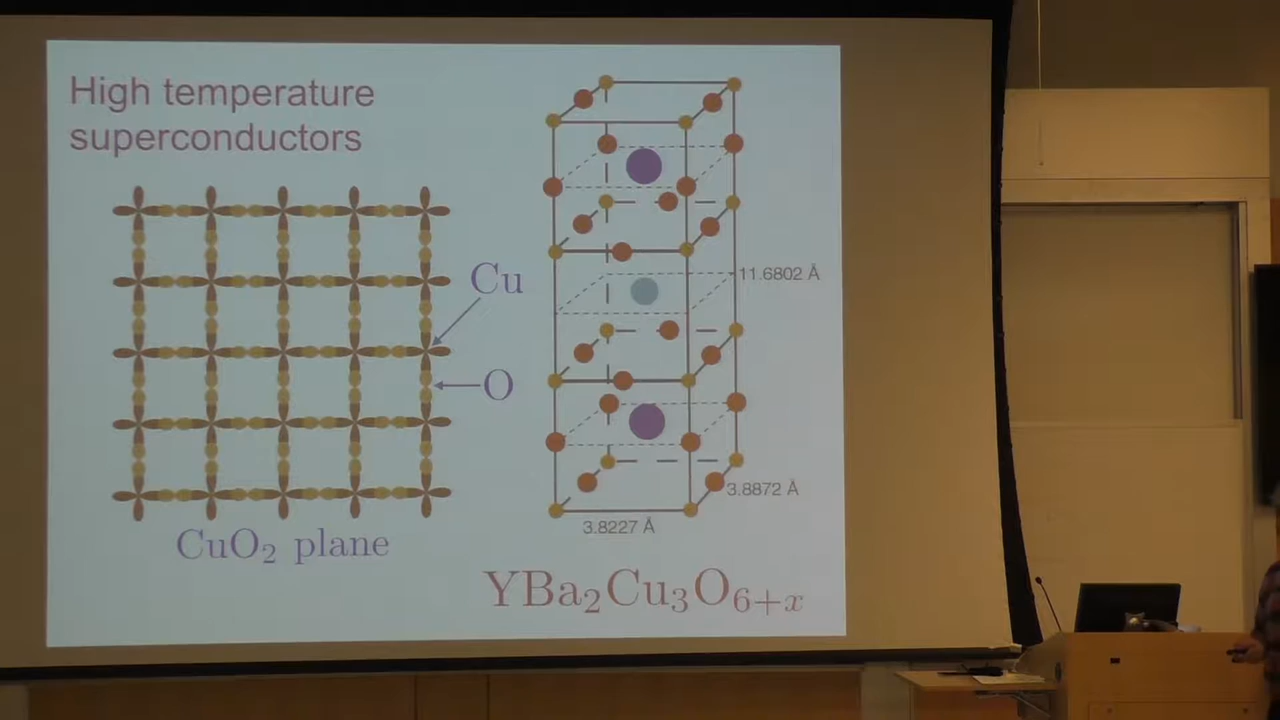 High temperature
superconductors
Cu
O
CuO₂ plane
11.6802 Å
3.8872 Å
3.8227 Å
YBa₂Cu₃O₆₊ₓ